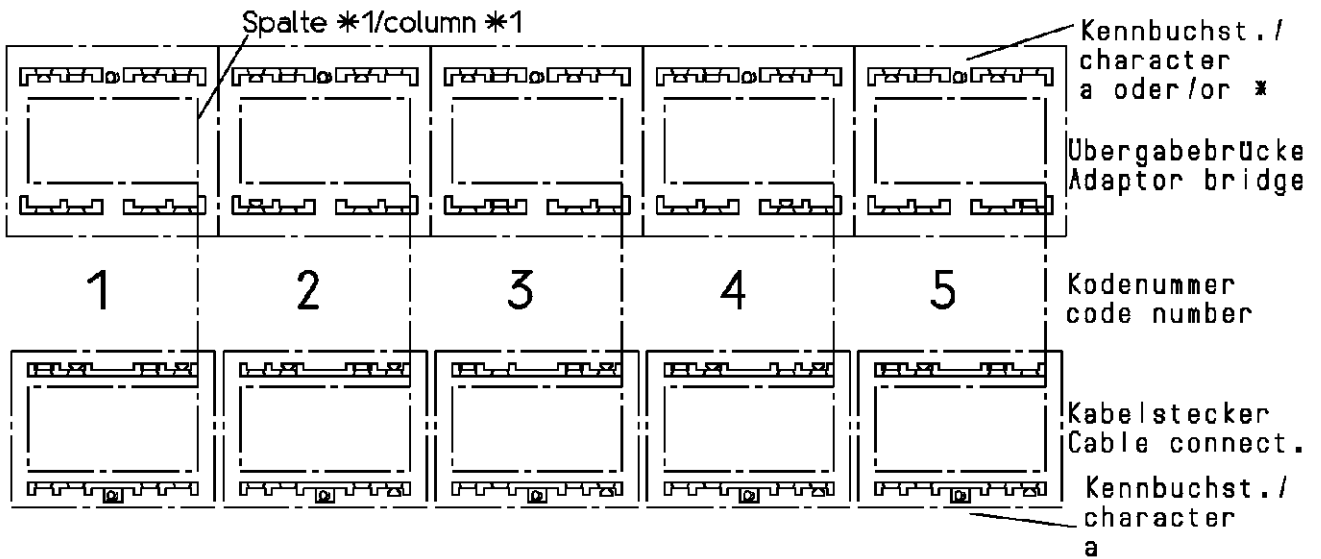 Spalte *1/column *1
Kennbuchst./
character
a oder/or *
Übergabebrücke
Adaptor bridge
1 2 3 4 5
Kodenummer
code number
Kabelstecker
Cable connect.
Kennbuchst./
character
a